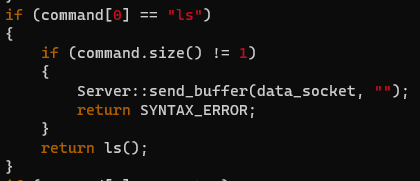 if (command[0] == "ls")
{
if (command.size() != 1)
{
Server::send_buffer(data_socket, "");
return SYNTAX_ERROR;
}
return ls();
}